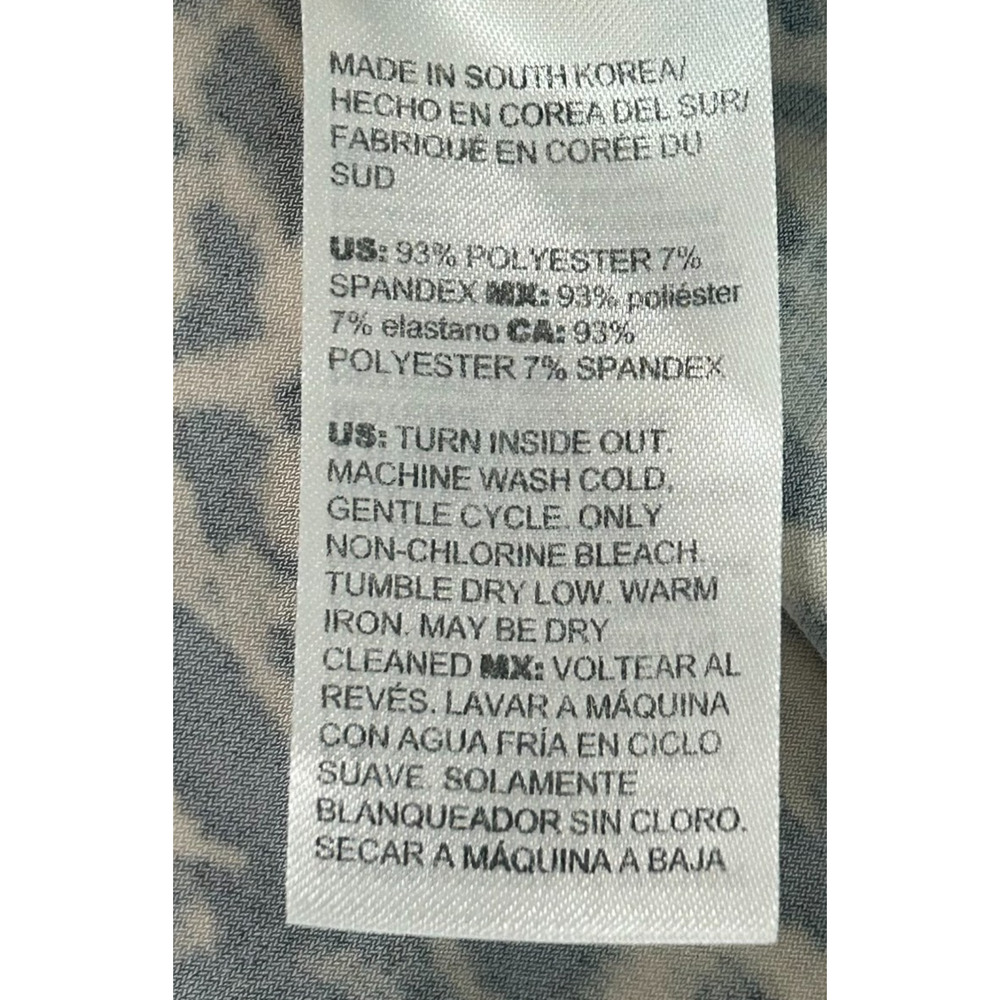 MADE IN SOUTH KOREA/
HECHO EN COREA DEL SUR/
FABRIQUÉ EN CORÉE DU
SUD
US: 93% POLYESTER 7%
SPANDEX MX: 93% poliéster
7% elastano CA: 93%
POLYESTER 7% SPANDEX
US: TURN INSIDE OUT.
MACHINE WASH COLD,
GENTLE CYCLE. ONLY
NON-CHLORINE BLEACH.
TUMBLE DRY LOW. WARM
IRON. MAY BE DRY
CLEANED MX: VOLTEAR AL
REVÉS. LAVAR A MÁQUINA
CON AGUA FRÍA EN CICLO
SUAVE. SOLAMENTE
BLANQUEADOR SIN CLORO.
SECAR A MÁQUINA A BAJA